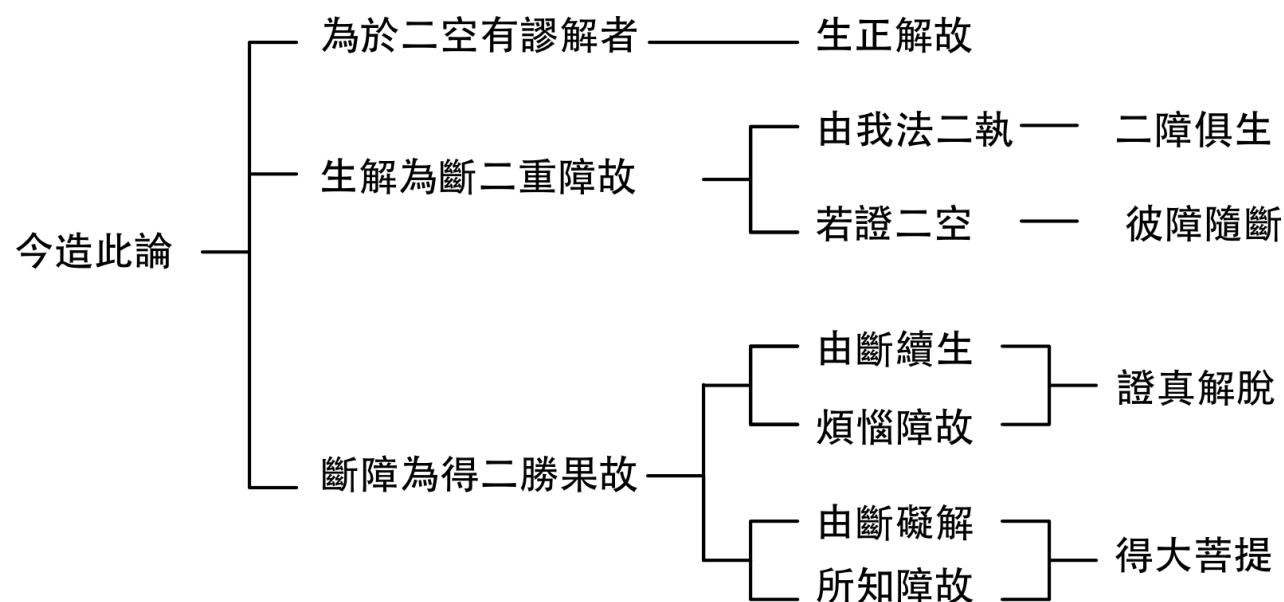 今造此論
為於二空有謬解者
生正解故
生解為斷二重障故
由我法二執
二障俱生
若證二空
彼障隨斷
斷障為得二勝果故
由斷續生
煩惱障故
證真解脫
由斷礙解
所知障故
得大菩提